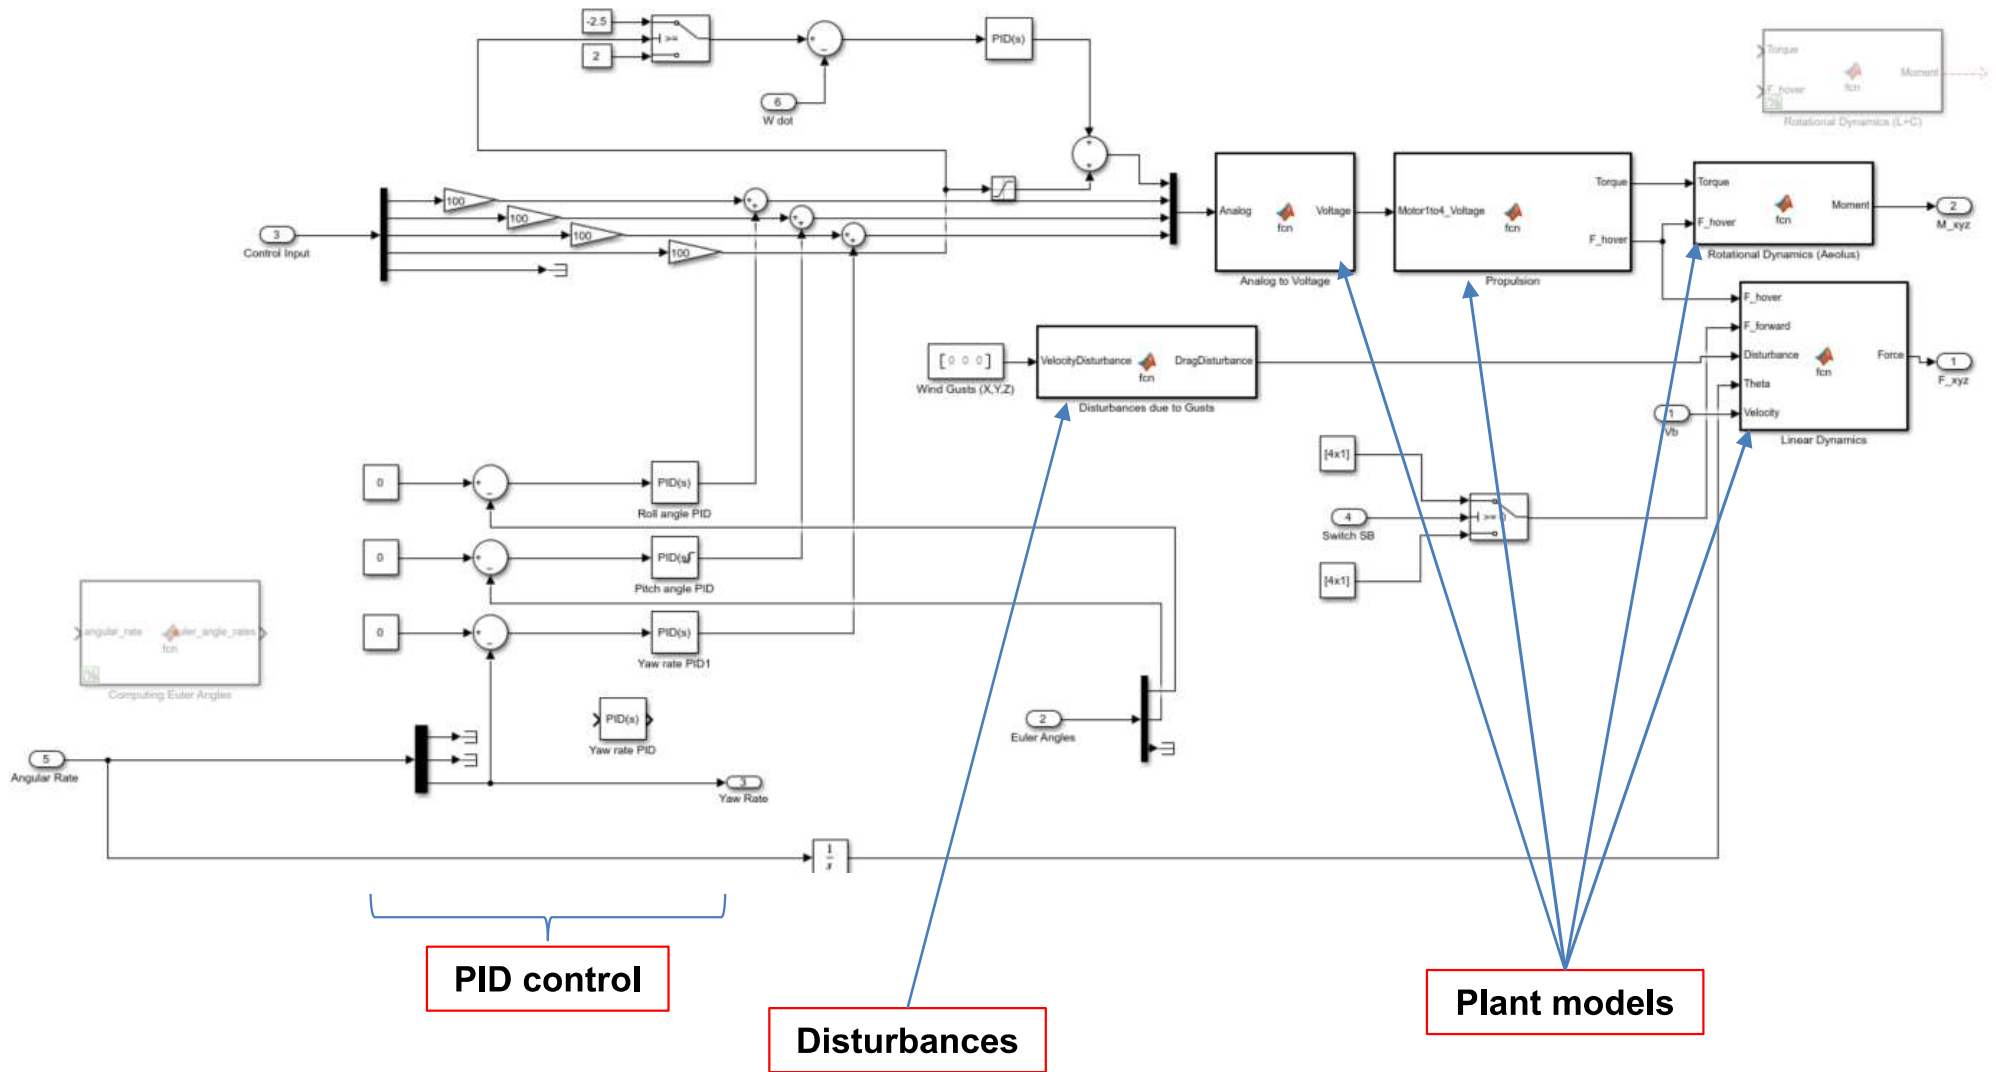 -2.5
>=
2
+
−
PID(s)
6
W dot
Torque
F_hover
Moment
fcn
Rotational Dynamics (L+C)
+
+
3
Control Input
100
100
100
100
+
+
+
+
+
+
Analog
Voltage
fcn
Analog to Voltage
Motor1to4_Voltage
Torque
F_hover
fcn
Propulsion
Torque
F_hover
Moment
fcn
Rotational Dynamics (Aeolus)
2
M_xyz
[ 0 0 0 ]
Wind Gusts (X,Y,Z)
VelocityDisturbance
DragDisturbance
fcn
Disturbances due to Gusts
F_hover
F_forward
Disturbance
Theta
Velocity
Force
fcn
Linear Dynamics
1
F_xyz
1
Vb
[4x1]
4
Switch SB
>= 0
[4x1]
0
+
−
PID(s)
Roll angle PID
0
+
−
PID(s)
Pitch angle PID
0
+
−
PID(s)
Yaw rate PID1
angular_rate
euler_angle_rates
fcn
Computing Euler Angles
PID(s)
Yaw rate PID
2
Euler Angles
5
Angular Rate
3
Yaw Rate
1
s
PID control
Disturbances
Plant models